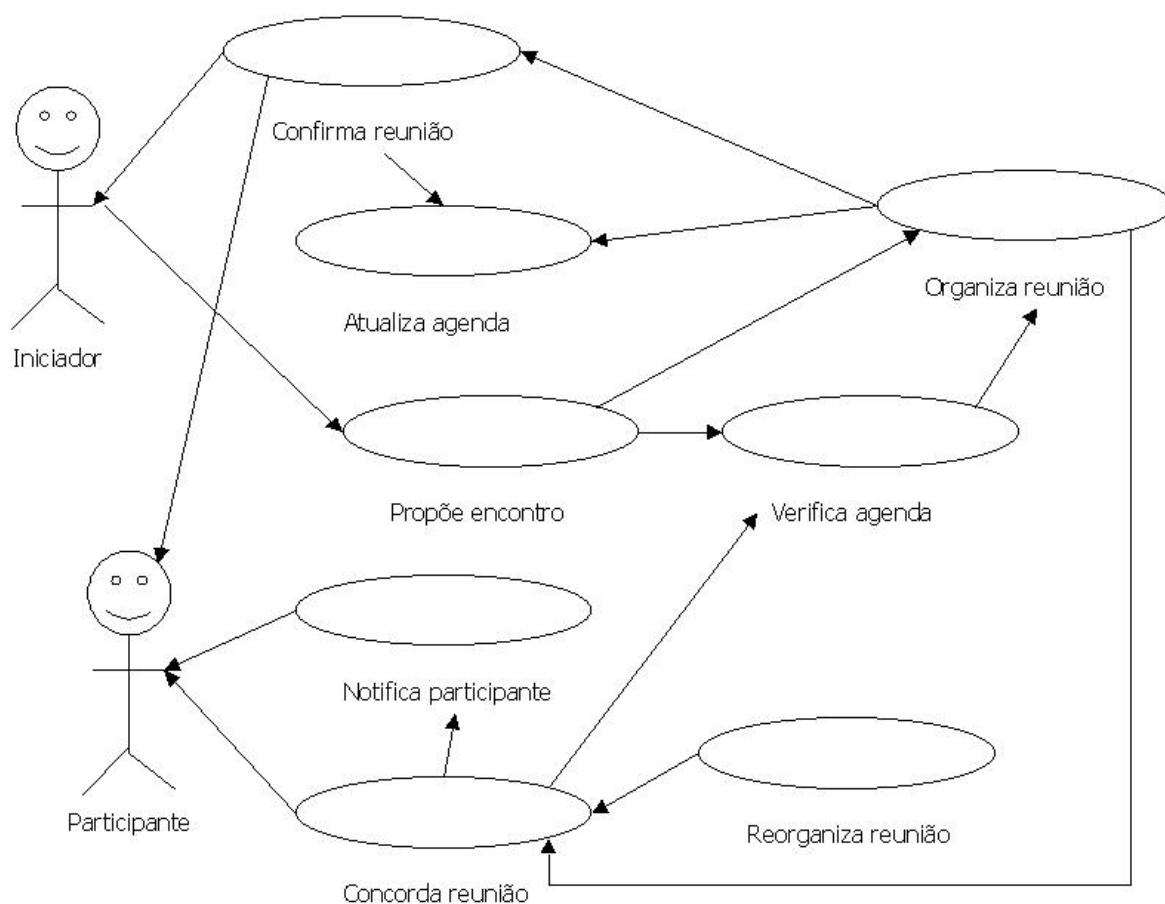 Confirma reunião
Organiza reunião
Atualiza agenda
Iniciador
Propõe encontro
Verifica agenda
Notifica participante
Participante
Reorganiza reunião
Concorda reunião